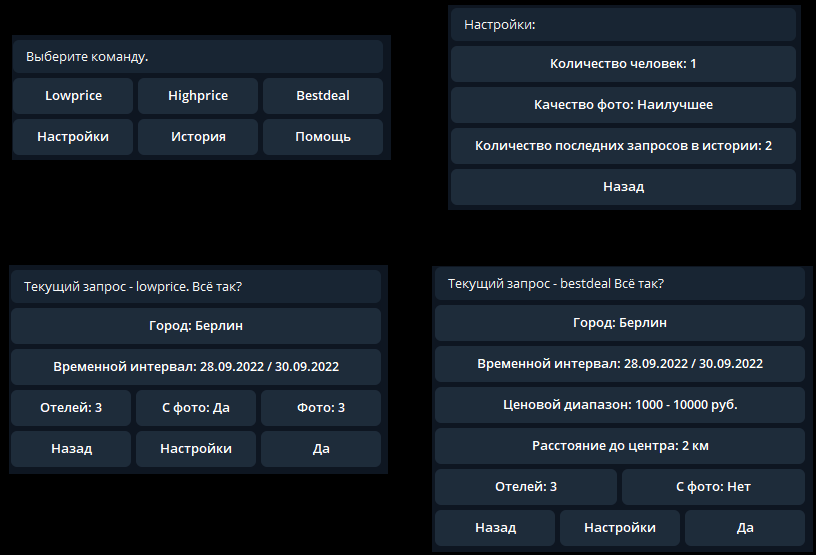 Выберите команду.
Lowprice Highprice Bestdeal
Настройки История Помощь
Настройки:
Количество человек: 1
Качество фото: Наилучшее
Количество последних запросов в истории: 2
Назад
Текущий запрос - lowprice. Всё так?
Город: Берлин
Временной интервал: 28.09.2022 / 30.09.2022
Отелей: 3 С фото: Да Фото: 3
Назад Настройки Да
Текущий запрос - bestdeal Всё так?
Город: Берлин
Временной интервал: 28.09.2022 / 30.09.2022
Ценовой диапазон: 1000 - 10000 руб.
Расстояние до центра: 2 км
Отелей: 3 С фото: Нет
Назад Настройки Да